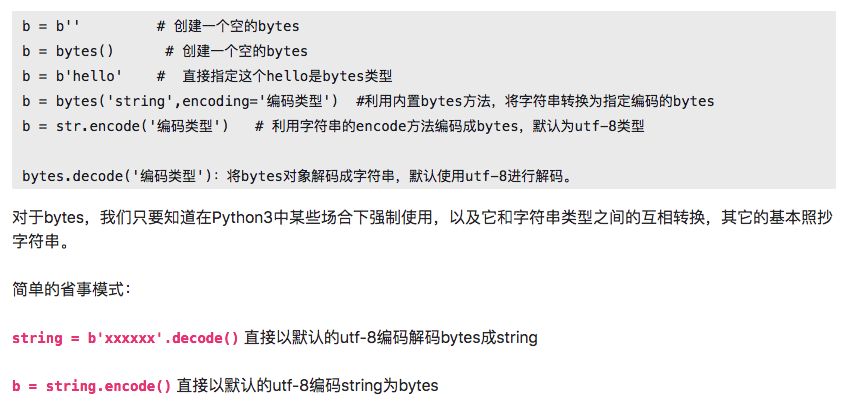 b = b''         # 创建一个空的bytes
b = bytes()      # 创建一个空的bytes
b = b'hello'    #  直接指定这个hello是bytes类型
b = bytes('string',encoding='编码类型')  #利用内置bytes方法，将字符串转换为指定编码的bytes
b = str.encode('编码类型')   # 利用字符串的encode方法编码成bytes，默认为utf-8类型
bytes.decode('编码类型')：将bytes对象解码成字符串，默认使用utf-8进行解码。
对于bytes，我们只要知道在Python3中某些场合下强制使用，以及它和字符串类型之间的互相转换，其它的基本照抄
字符串。
简单的省事模式：
string = b'xxxxxx'.decode() 直接以默认的utf-8编码解码bytes成string
b = string.encode() 直接以默认的utf-8编码string为bytes